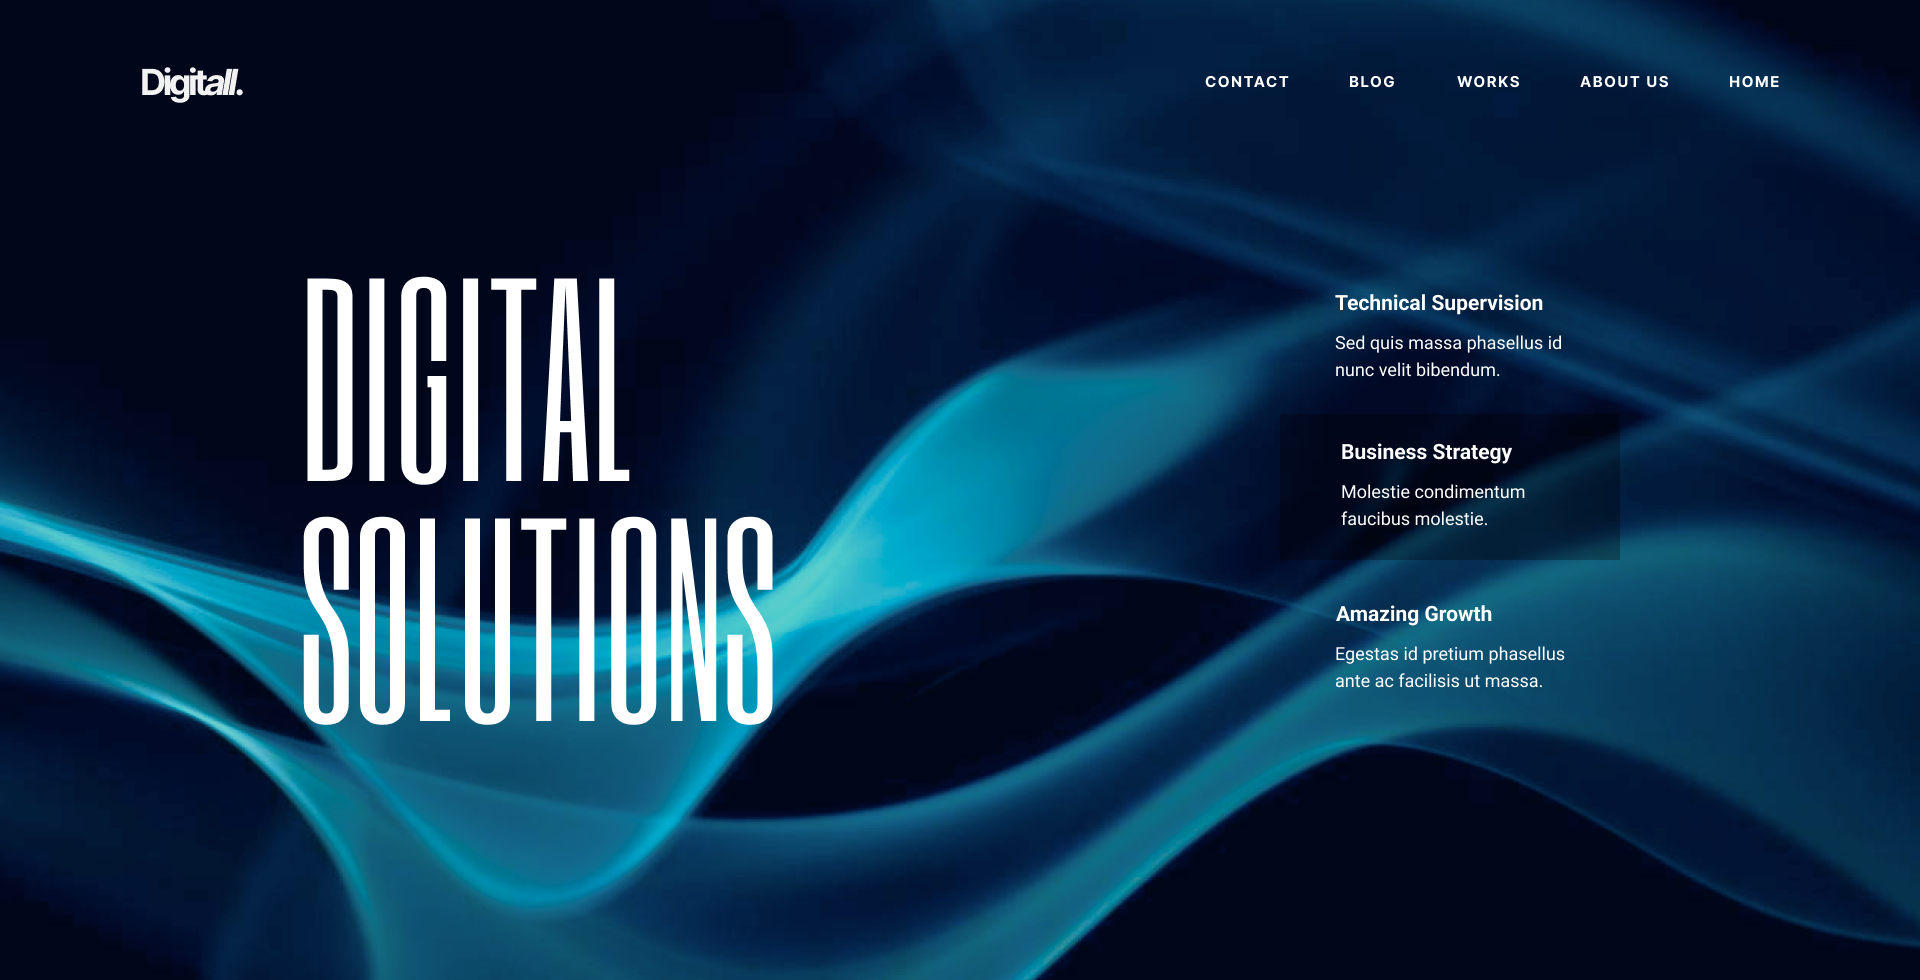 Digitall.
CONTACT BLOG WORKS ABOUT US HOME
DIGITAL
SOLUTIONS
Technical Supervision
Sed quis massa phasellus id
nunc velit bibendum.
Business Strategy
Molestie condimentum
faucibus molestie.
Amazing Growth
Egestas id pretium phasellus
ante ac facilisis ut massa.